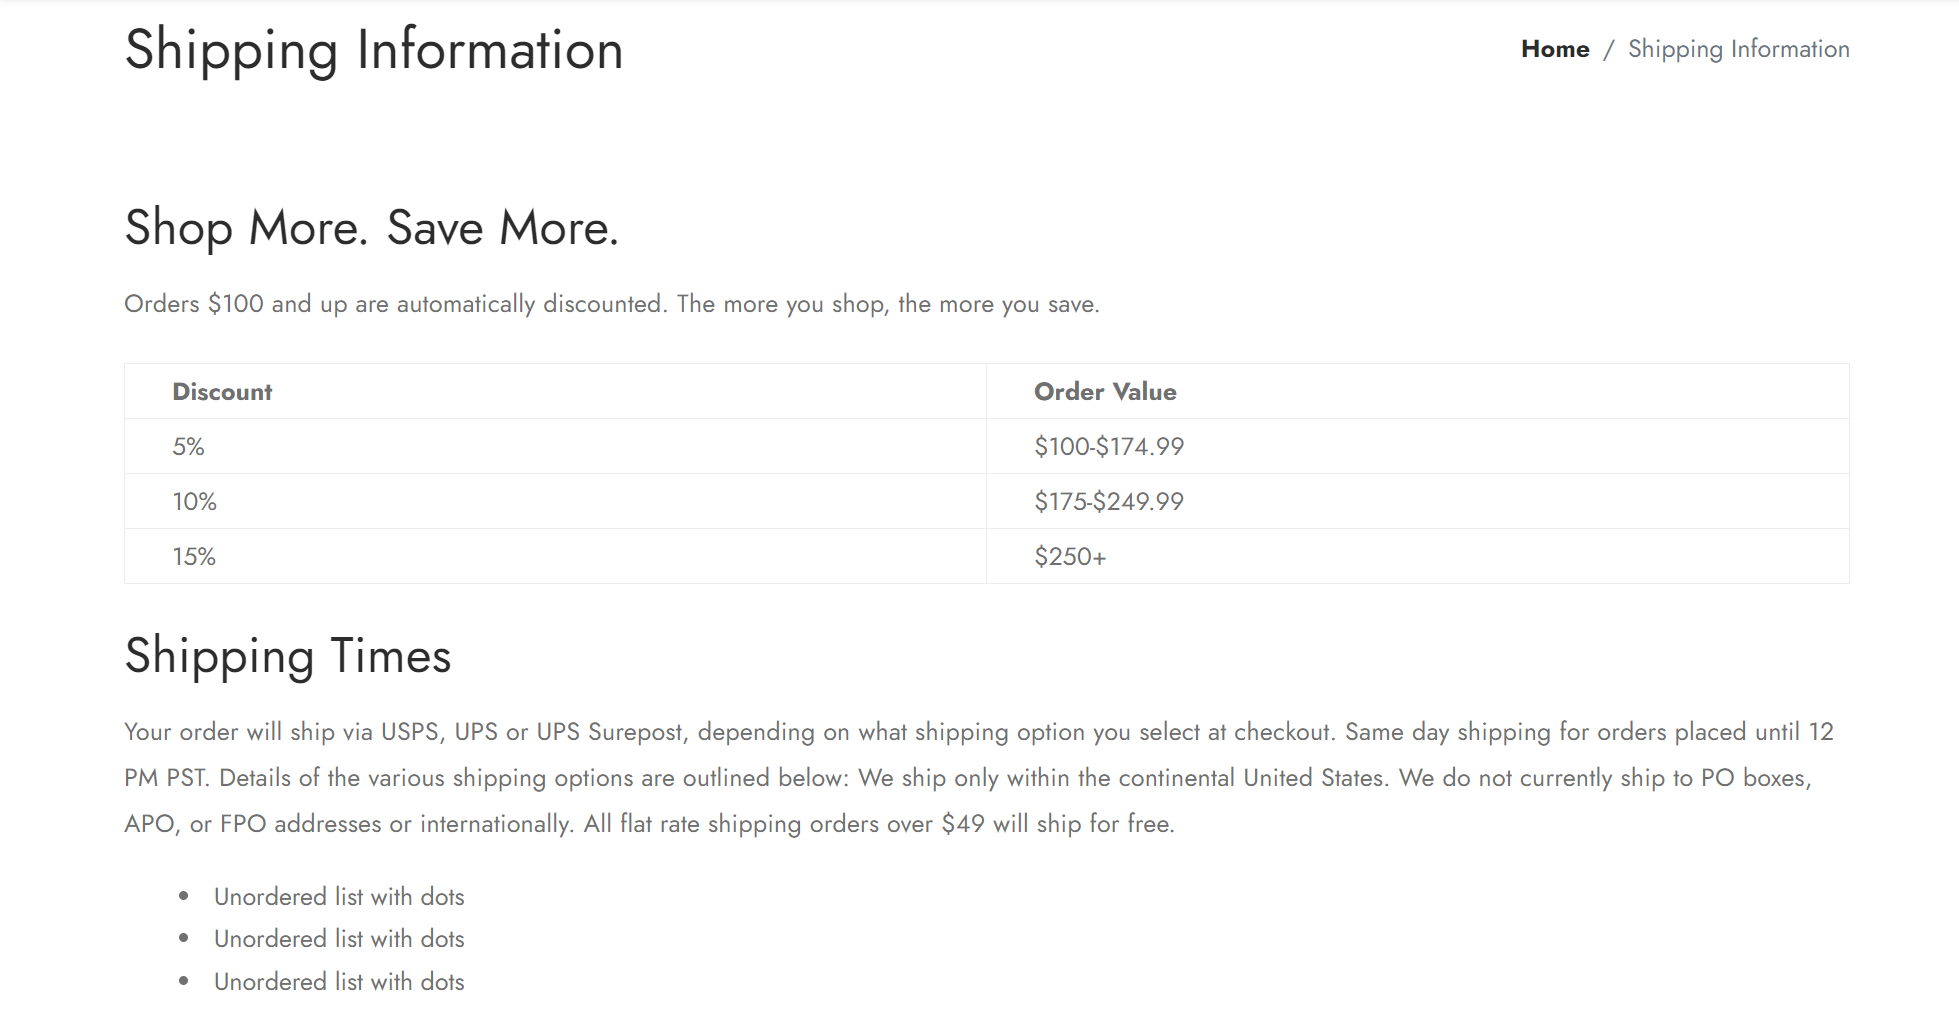 Shipping Information
Home / Shipping Information
Shop More. Save More.
Orders $100 and up are automatically discounted. The more you shop, the more you save.
Discount Order Value
5% $100-$174.99
10% $175-$249.99
15% $250+
Shipping Times
Your order will ship via USPS, UPS or UPS Surepost, depending on what shipping option you select at checkout. Same day shipping for orders placed until 12
PM PST. Details of the various shipping options are outlined below: We ship only within the continental United States. We do not currently ship to PO boxes,
APO, or FPO addresses or internationally. All flat rate shipping orders over $49 will ship for free.
• Unordered list with dots
• Unordered list with dots
• Unordered list with dots